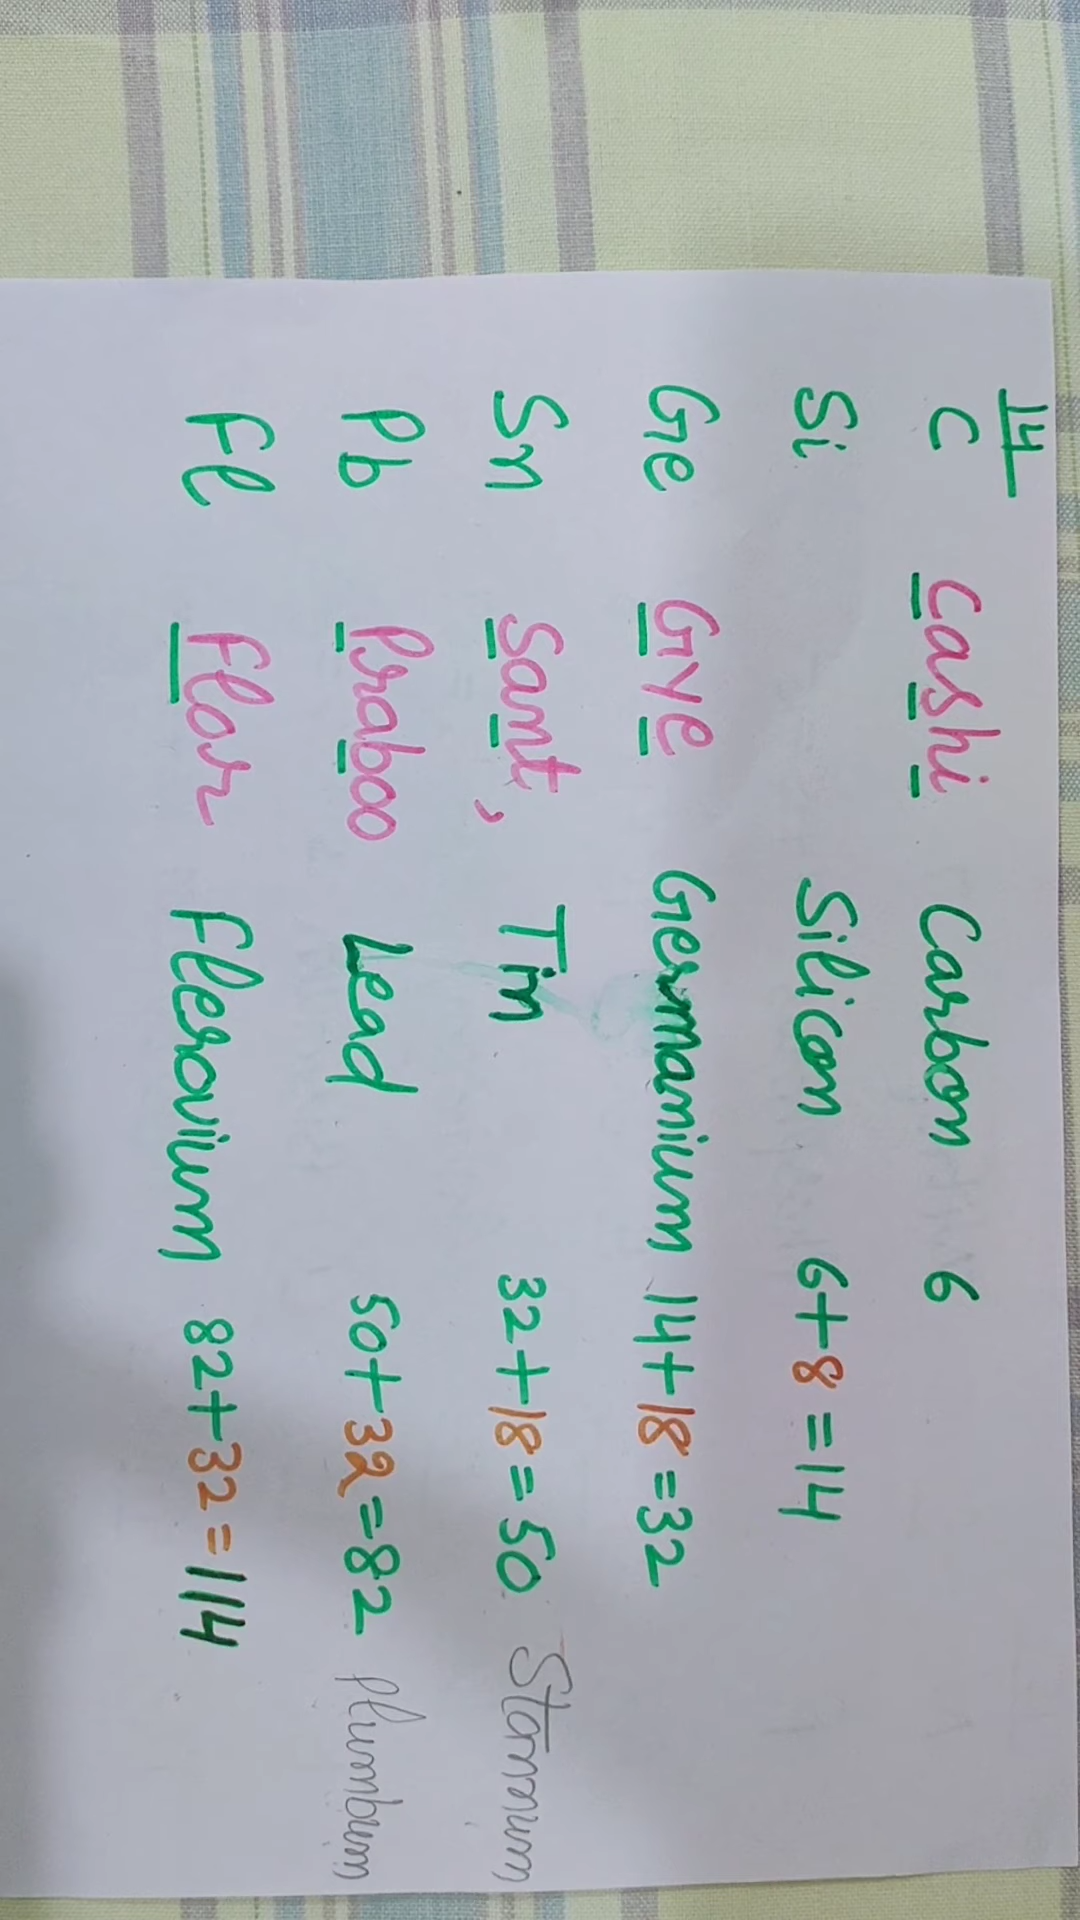 14
C Cashi Carbon 6
Si Silicon 6+8=14
Ge Gye Germanium 14+18=32
Sn Sant, Tin 32+18=50 Stannum
Pb Praboo Lead 50+32=82 Plumbum
Fl Flor Flerovium 82+32=114